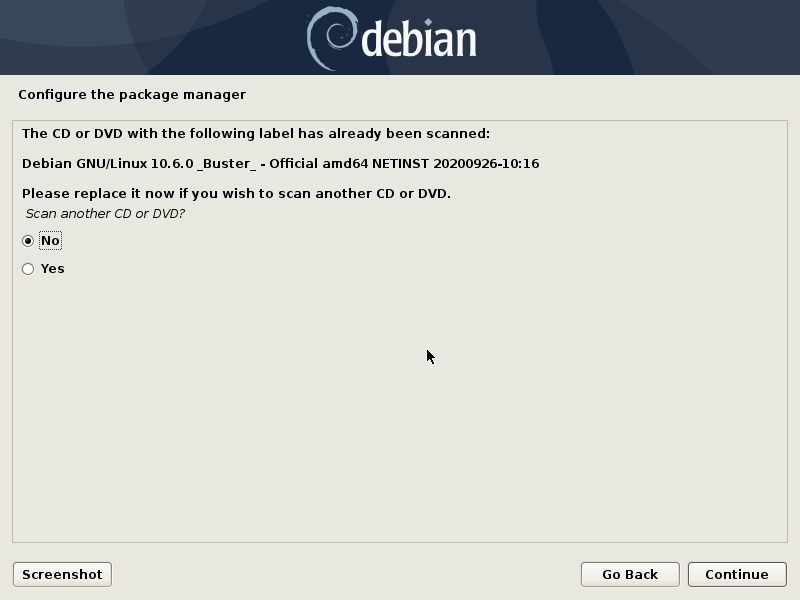 debian
Configure the package manager
The CD or DVD with the following label has already been scanned:
Debian GNU/Linux 10.6.0 _Buster_ - Official amd64 NETINST 20200926-10:16
Please replace it now if you wish to scan another CD or DVD.
Scan another CD or DVD?
No
Yes
Screenshot
Go Back
Continue